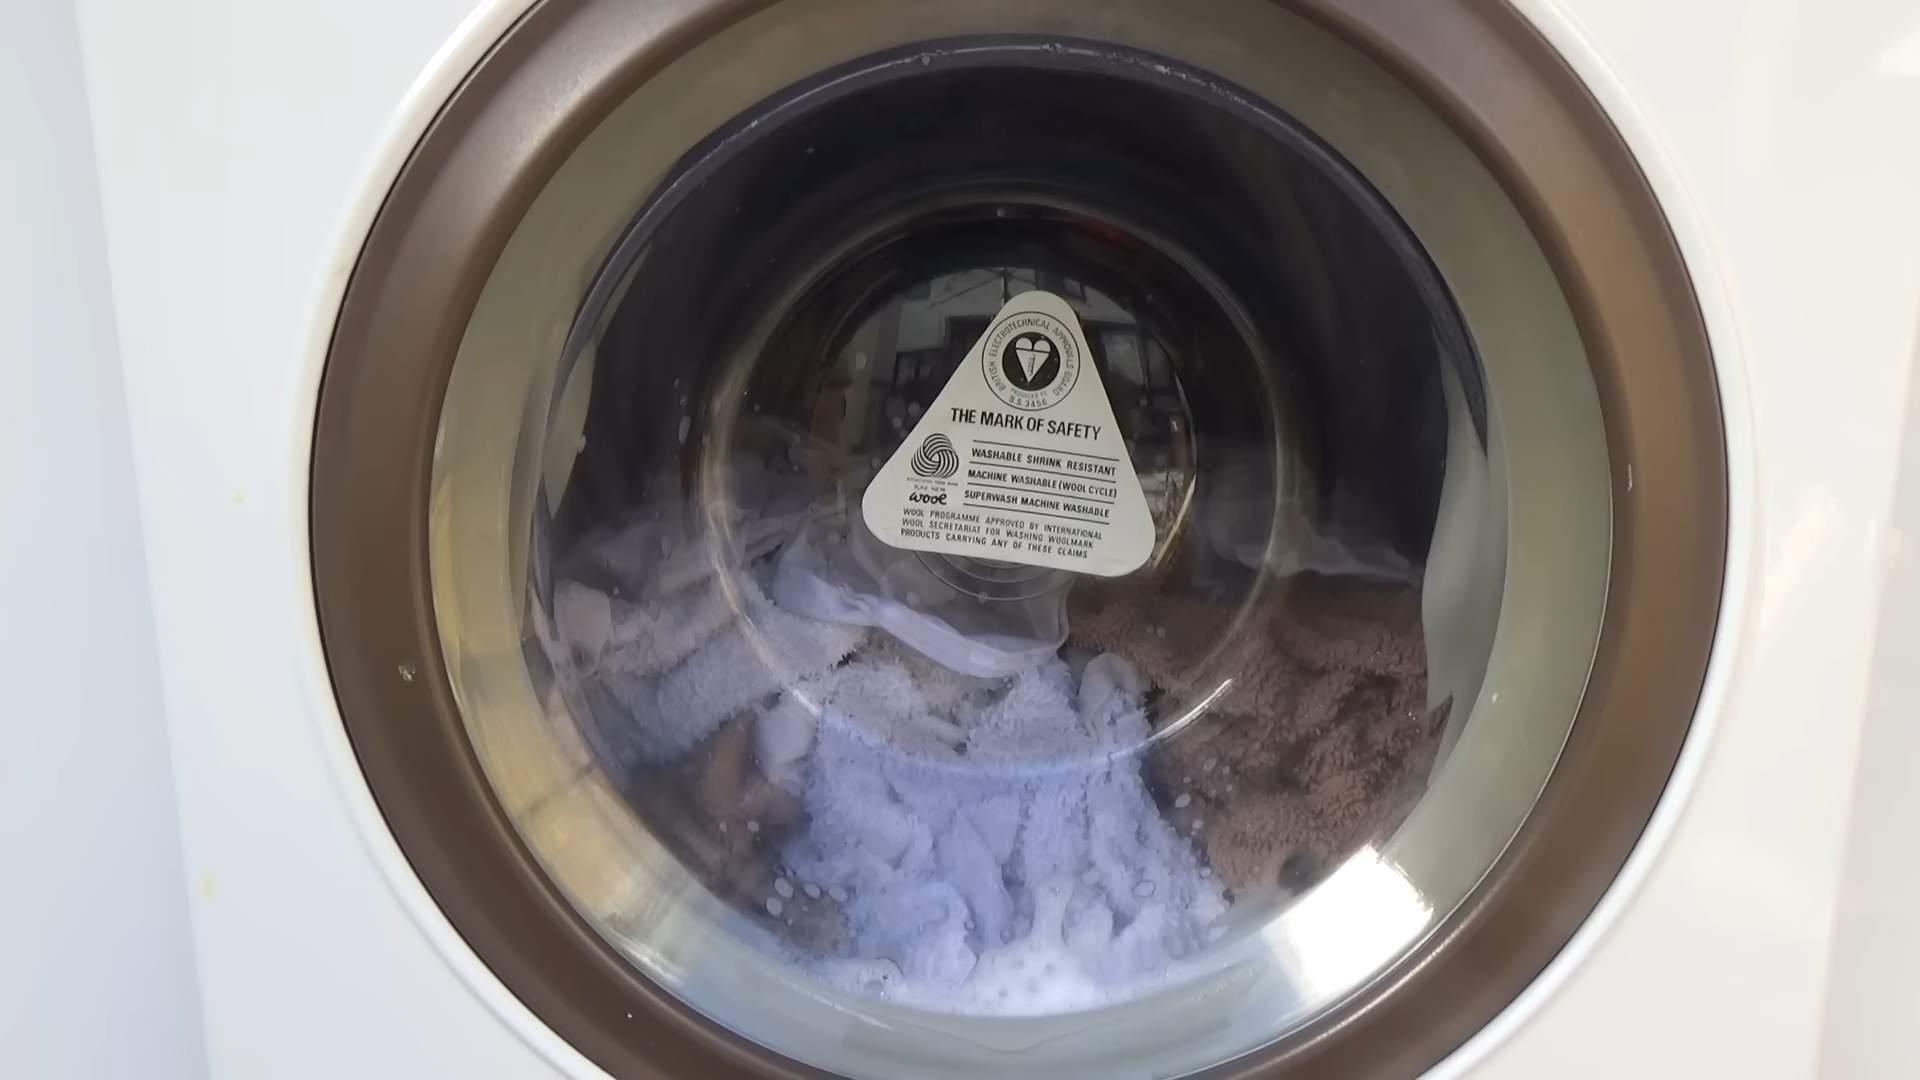 BRITISH ELECTROTECHNICAL APPROVALS BOARD
B.S. 3456
THE MARK OF SAFETY
WASHABLE SHRINK RESISTANT
MACHINE WASHABLE (WOOL CYCLE)
SUPERWASH MACHINE WASHABLE
PURE NEW
wool
WOOL PROGRAMME APPROVED BY INTERNATIONAL
WOOL SECRETARIAT FOR WASHING WOOLMARK
PRODUCTS CARRYING ANY OF THESE CLAIMS